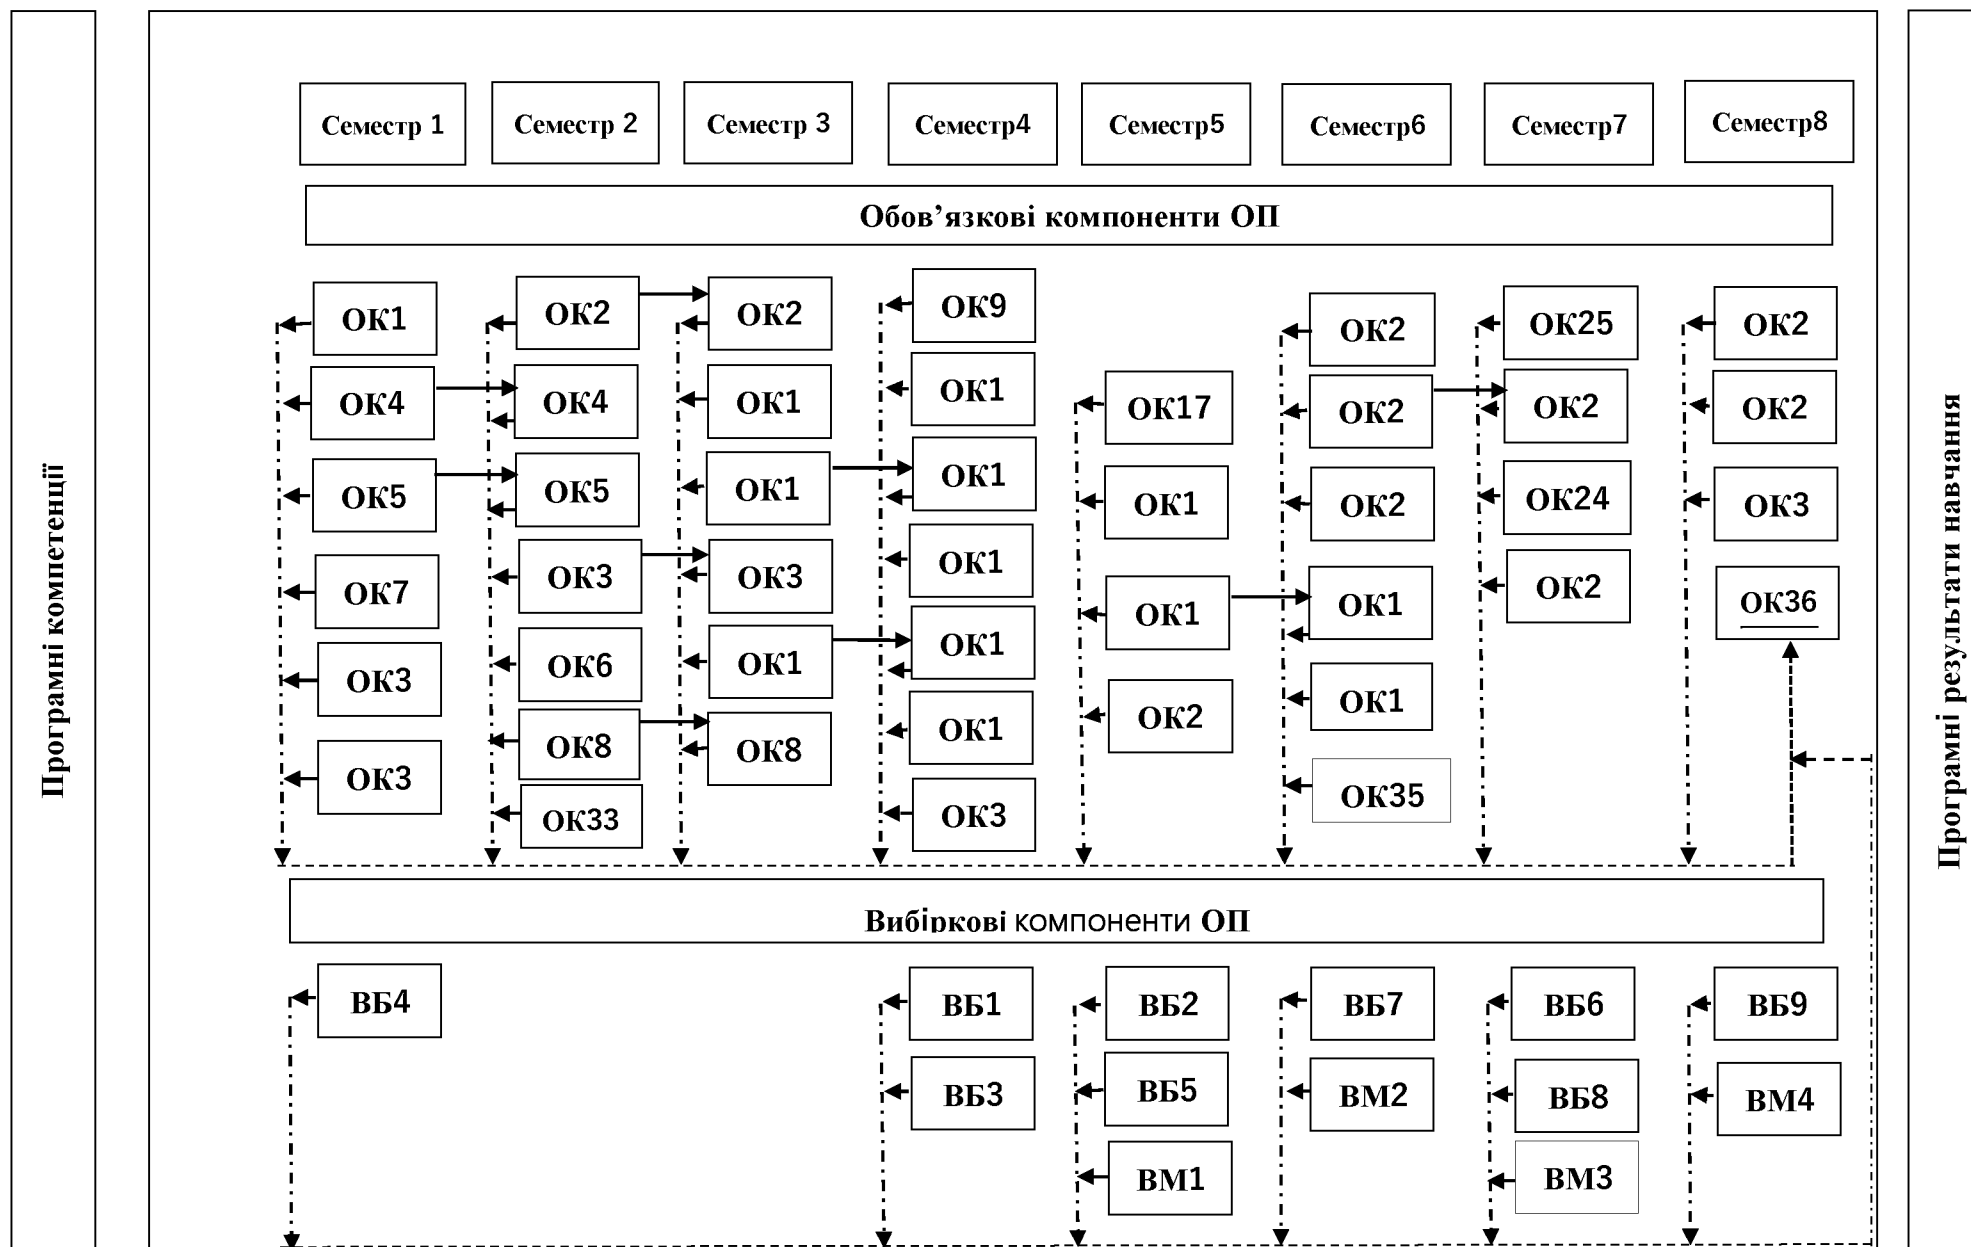 Програмні компетенції
Семестр 1
Семестр 2
Семестр 3
Семестр4
Семестр5
Семестр6
Семестр7
Семестр8
Обов’язкові компоненти ОП
ОК1
ОК4
ОК5
ОК7
ОК3
ОК3
ОК2
ОК4
ОК5
ОК3
ОК6
ОК8
ОК33
ОК2
ОК1
ОК1
ОК3
ОК1
ОК8
ОК9
ОК1
ОК1
ОК1
ОК1
ОК1
ОК3
ОК17
ОК1
ОК1
ОК2
ОК2
ОК2
ОК2
ОК1
ОК1
ОК35
ОК25
ОК2
ОК24
ОК2
ОК2
ОК2
ОК3
ОК36
Вибіркові компоненти ОП
ВБ4
ВБ1
ВБ3
ВБ2
ВБ5
ВМ1
ВБ7
ВМ2
ВБ6
ВБ8
ВМ3
ВБ9
ВМ4
Програмні результати навчання